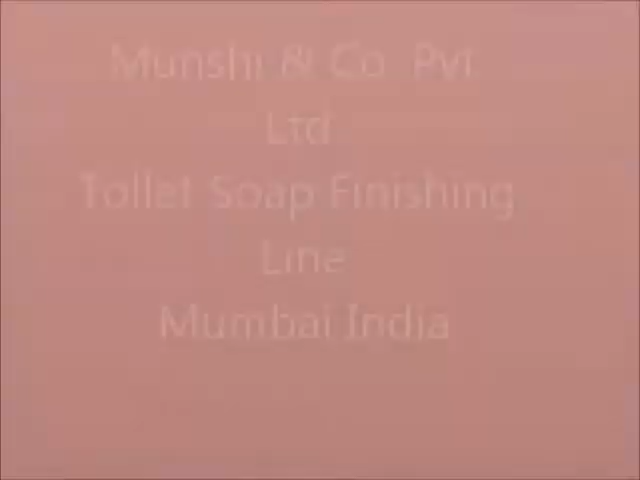 Munshi & Co. Pvt.
Ltd
Toilet Soap Finishing
Line
Mumbai India